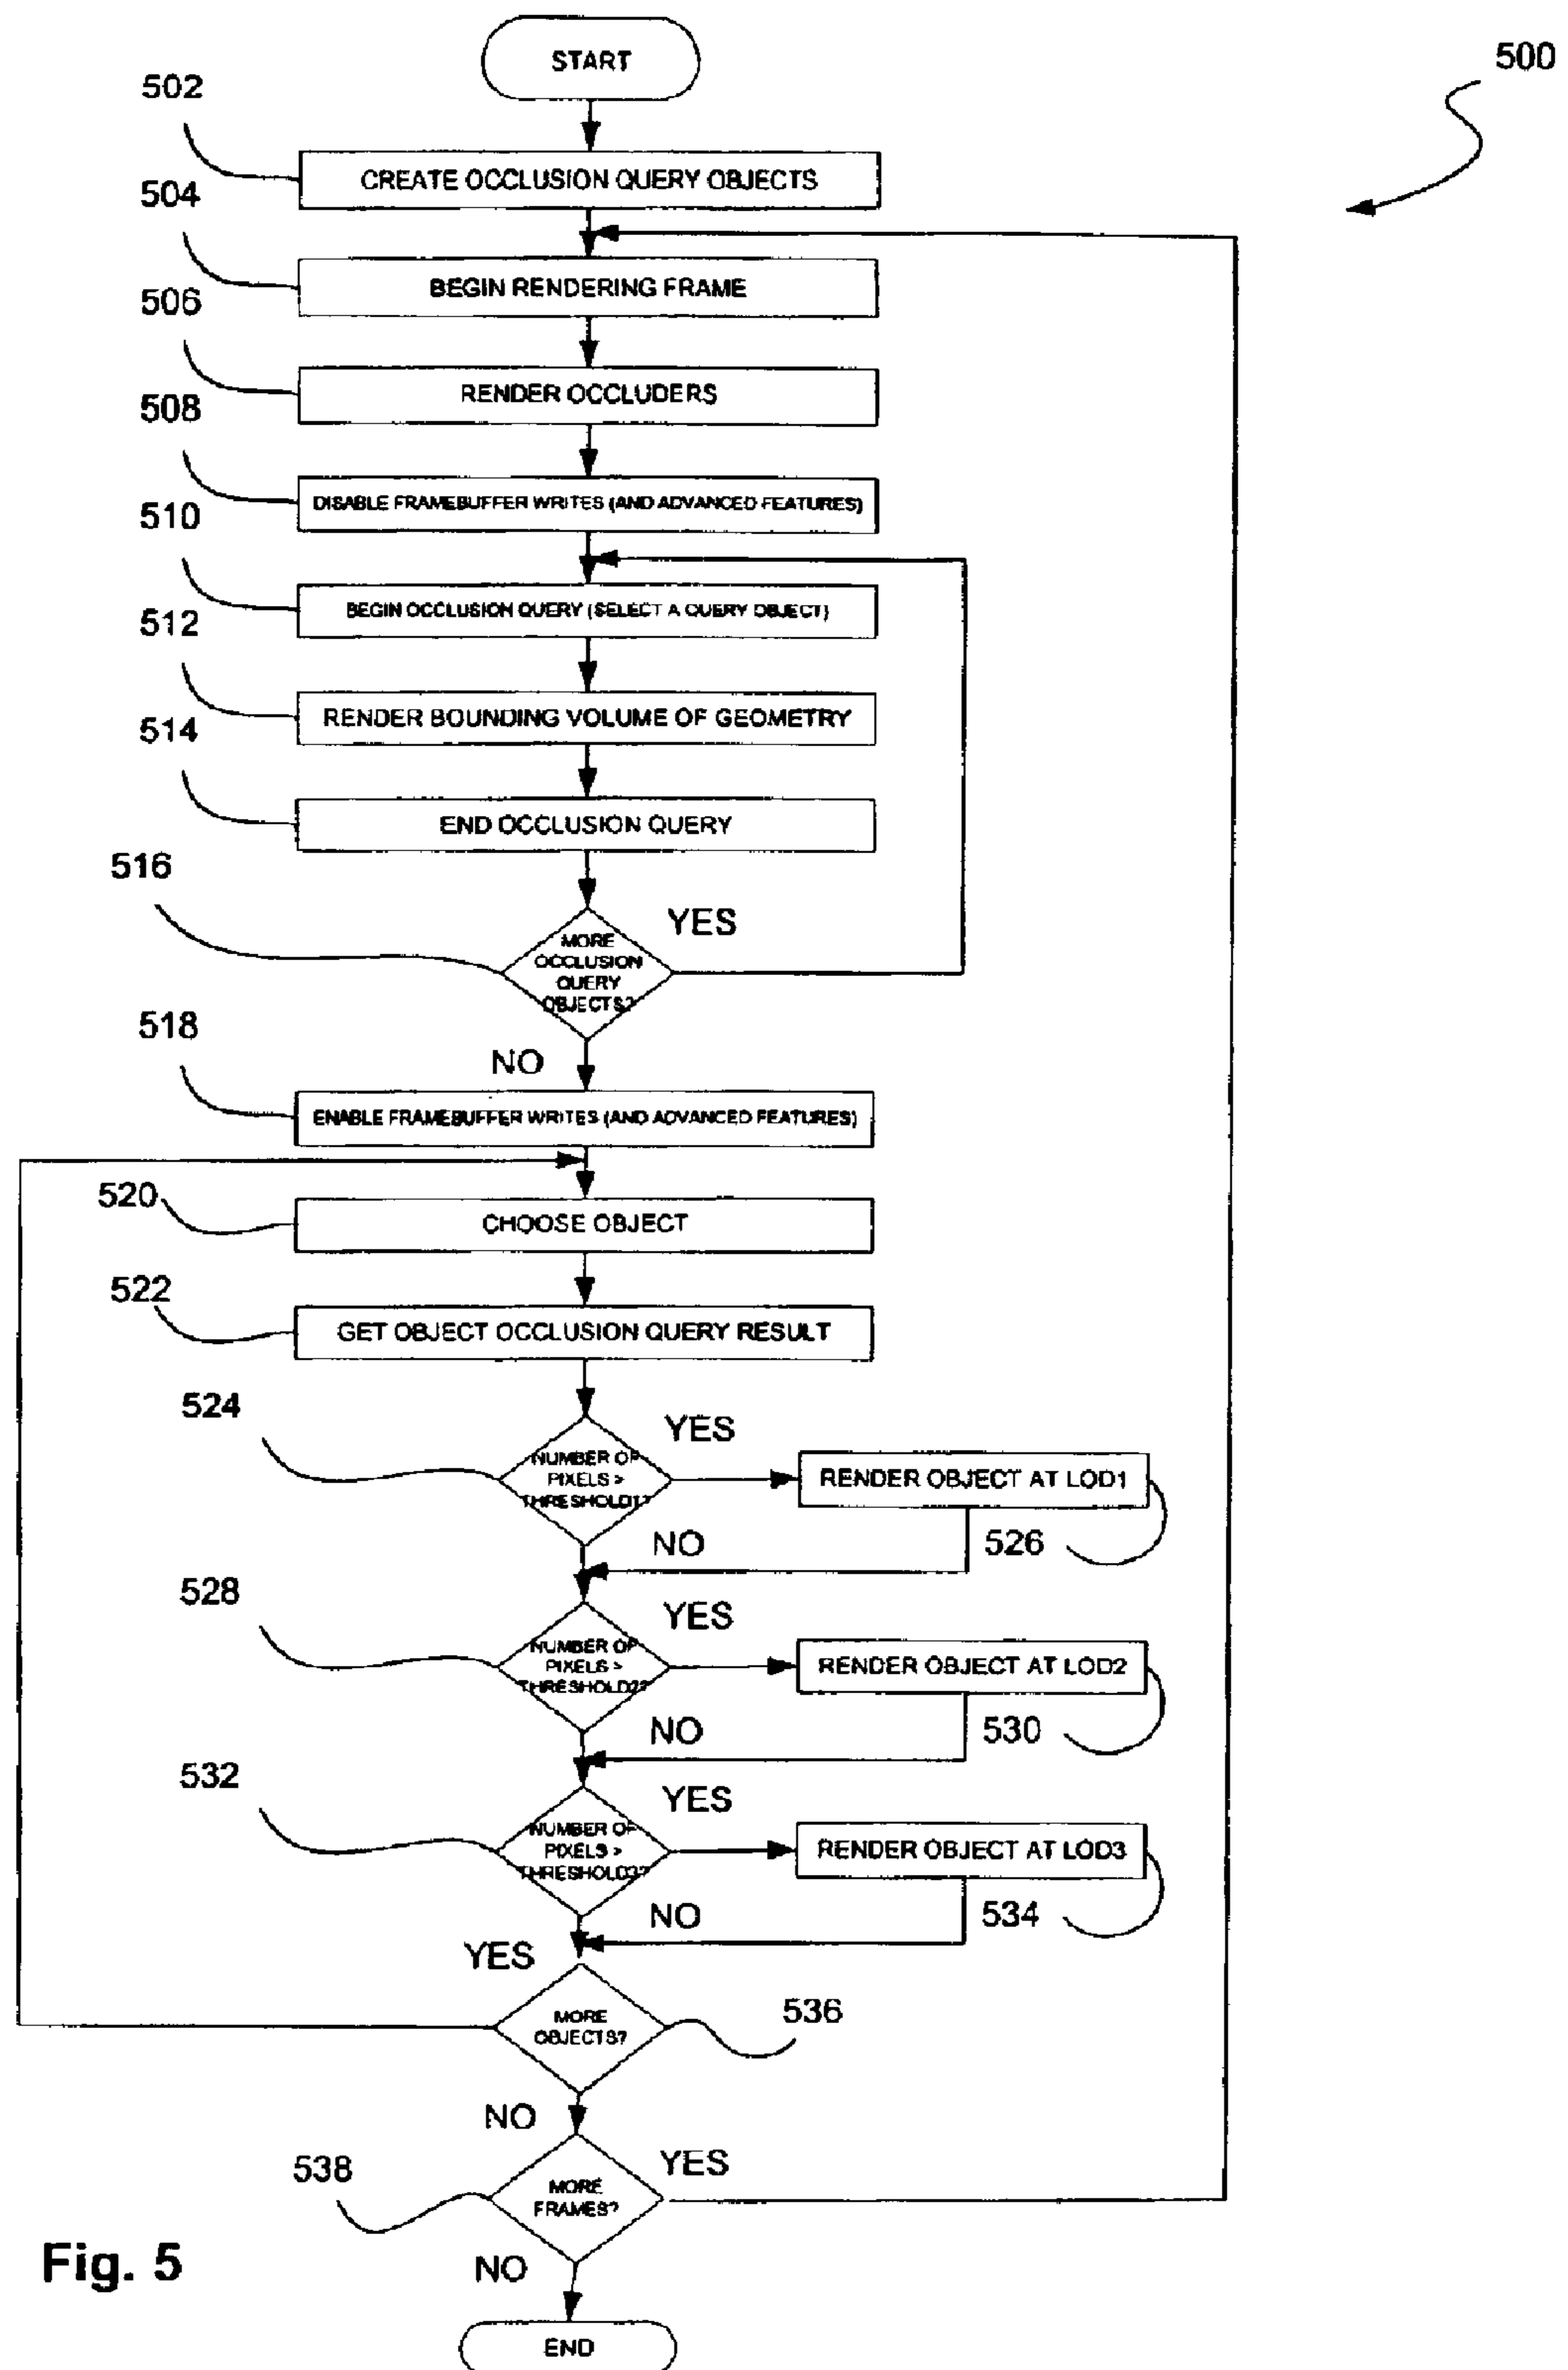 START
500
502
CREATE OCCLUSION QUERY OBJECTS
504
BEGIN RENDERING FRAME
506
RENDER OCCLUDERS
508
DISABLE FRAMEBUFFER WRITES (AND ADVANCED FEATURES)
510
BEGIN OCCLUSION QUERY (SELECT A QUERY OBJECT)
512
RENDER BOUNDING VOLUME OF GEOMETRY
514
END OCCLUSION QUERY
516
YES
MORE
OCCLUSION
QUERY
OBJECTS?
518
NO
ENABLE FRAMEBUFFER WRITES (AND ADVANCED FEATURES)
520
CHOOSE OBJECT
522
GET OBJECT OCCLUSION QUERY RESULT
524
YES
NUMBER OF
PIXELS >
THRESHOLD1?
RENDER OBJECT AT LOD1
NO
526
528
YES
NUMBER OF
PIXELS >
THRESHOLD2?
RENDER OBJECT AT LOD2
NO
530
532
YES
NUMBER OF
PIXELS >
THRESHOLD3?
RENDER OBJECT AT LOD3
NO
534
YES
MORE
OBJECTS?
536
NO
538
YES
MORE
FRAMES?
Fig. 5
NO
END